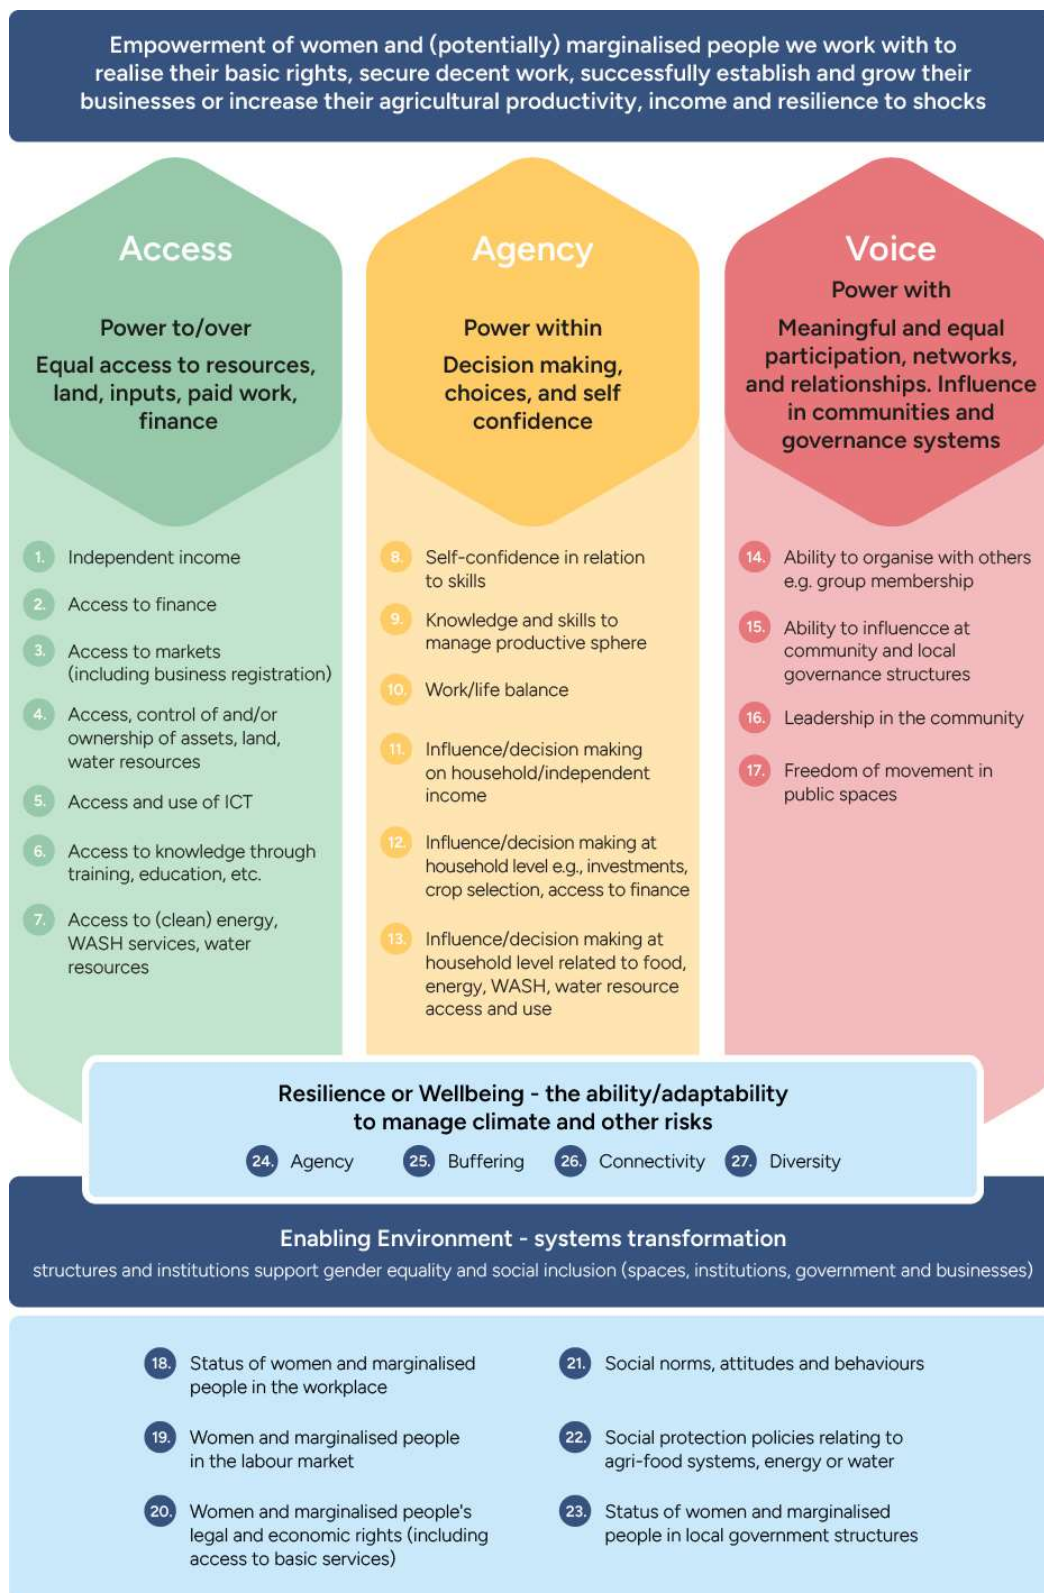 Empowerment of women and (potentially) marginalised people we work with to
realise their basic rights, secure decent work, successfully establish and grow their
businesses or increase their agricultural productivity, income and resilience to shocks
Access
Power to/over
Equal access to resources,
land, inputs, paid work,
finance
1. Independent income
2. Access to finance
3. Access to markets
(including business registration)
4. Access, control of and/or
ownership of assets, land,
water resources
5. Access and use of ICT
6. Access to knowledge through
training, education, etc.
7. Access to (clean) energy,
WASH services, water
resources
Agency
Power within
Decision making,
choices, and self
confidence
8. Self-confidence in relation
to skills
9. Knowledge and skills to
manage productive sphere
10. Work/life balance
11. Influence/decision making
on household/independent
income
12. Influence/decision making at
household level e.g., investments,
crop selection, access to finance
13. Influence/decision making at
household level related to food,
energy, WASH, water resource
access and use
Voice
Power with
Meaningful and equal
participation, networks,
and relationships. Influence
in communities and
governance systems
14. Ability to organise with others
e.g. group membership
15. Ability to influencce at
community and local
governance structures
16. Leadership in the community
17. Freedom of movement in
public spaces
Resilience or Wellbeing - the ability/adaptability
to manage climate and other risks
24. Agency 25. Buffering 26. Connectivity 27. Diversity
Enabling Environment - systems transformation
structures and institutions support gender equality and social inclusion (spaces, institutions, government and businesses)
18. Status of women and marginalised
people in the workplace
19. Women and marginalised people
in the labour market
20. Women and marginalised people's
legal and economic rights (including
access to basic services)
21. Social norms, attitudes and behaviours
22. Social protection policies relating to
agri-food systems, energy or water
23. Status of women and marginalised
people in local government structures